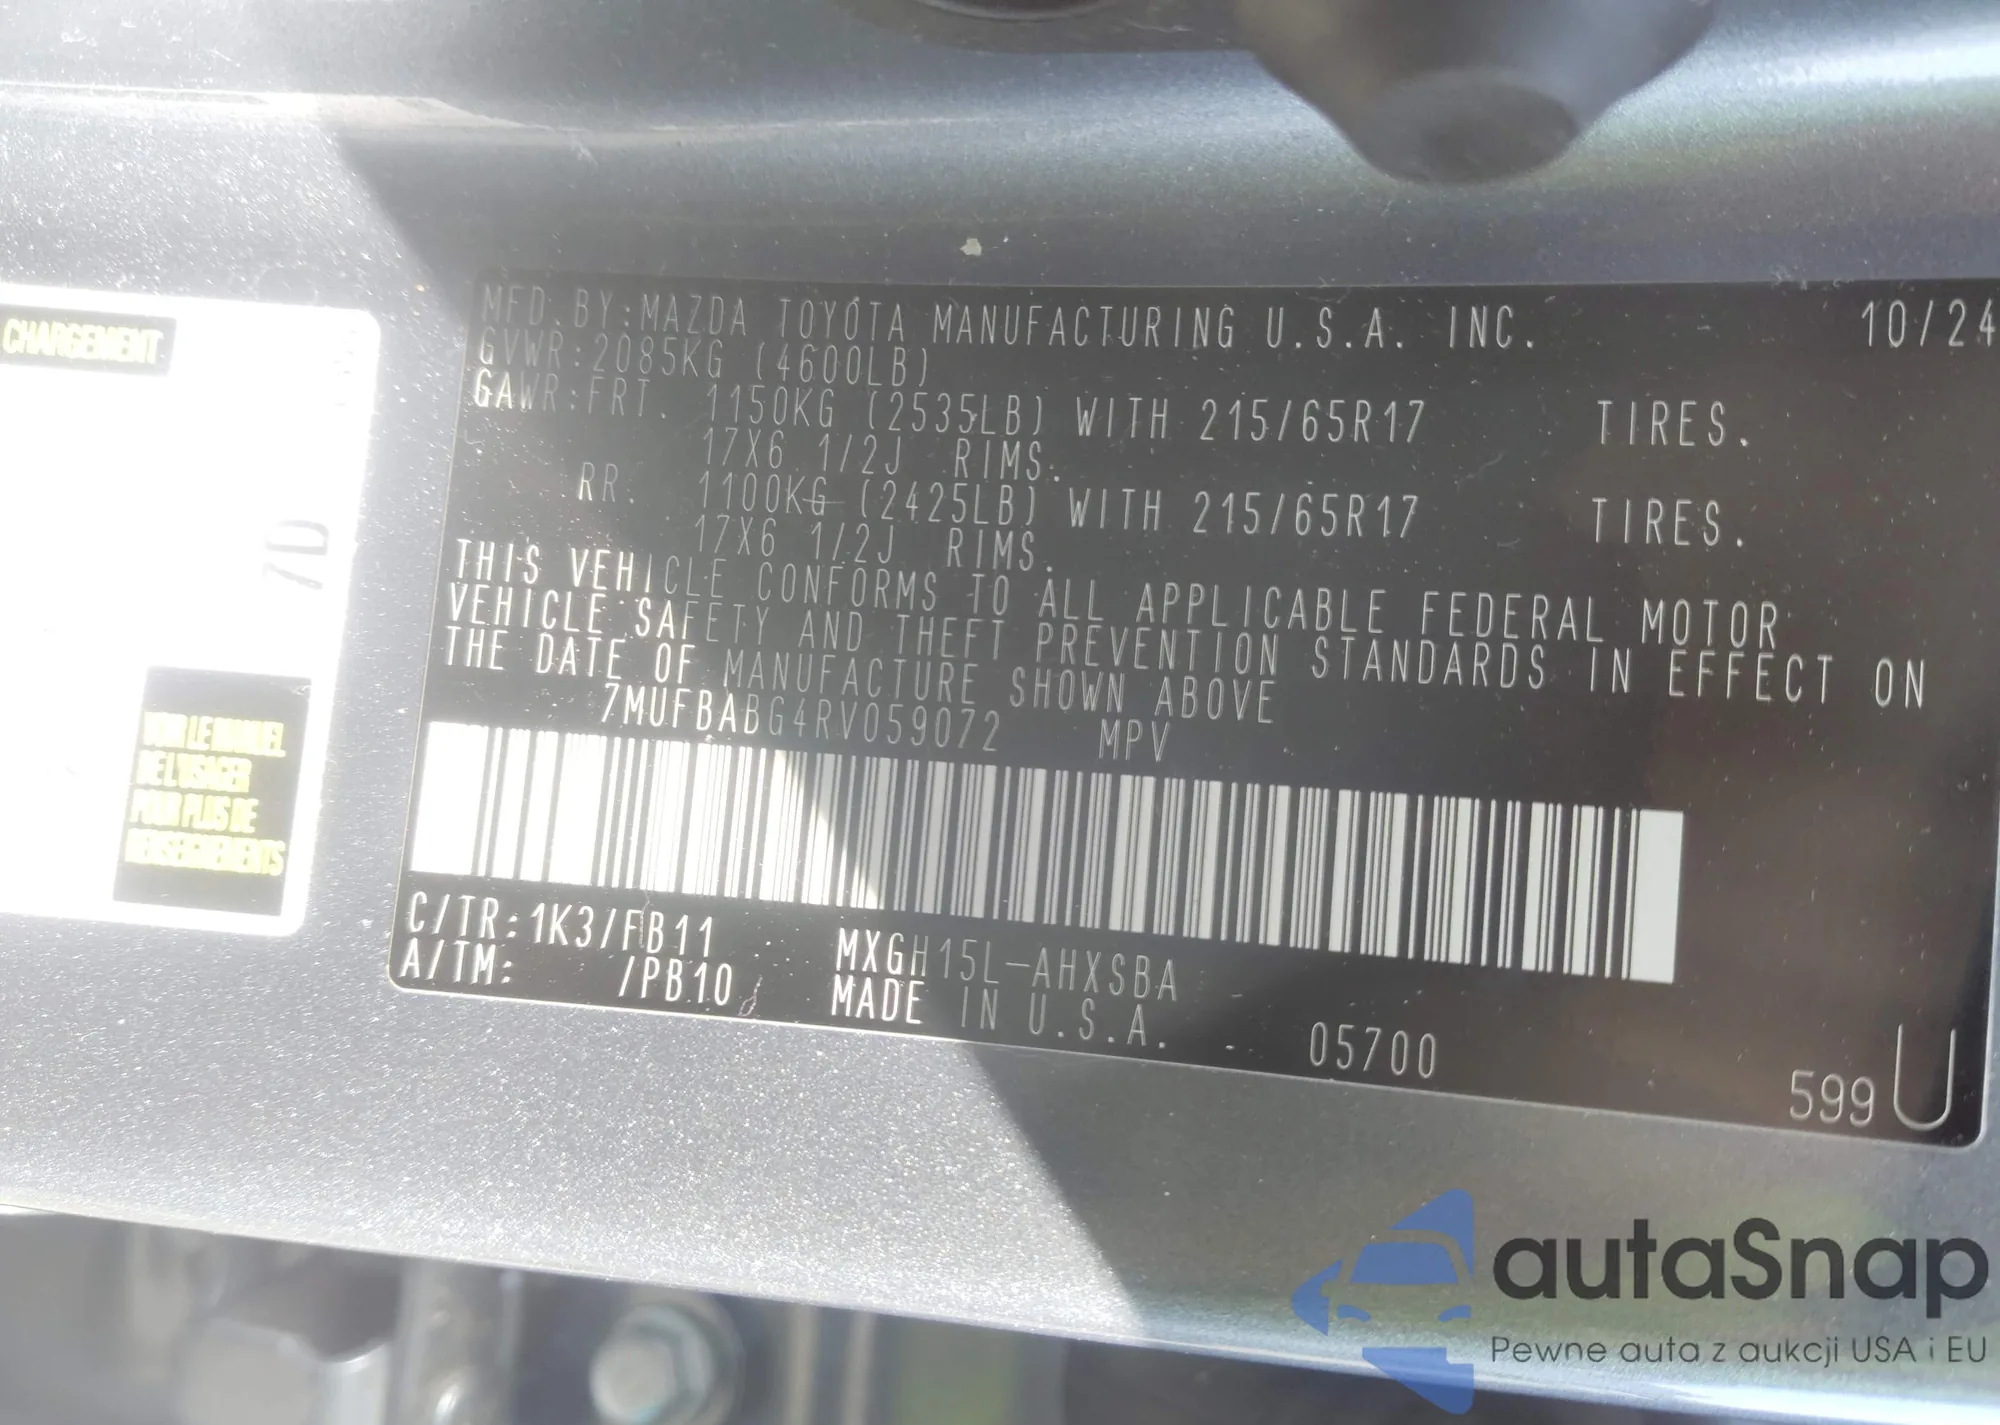 CHARGEMENT
7D
VOIR LE MANUEL
DE L'USAGER
POUR PLUS DE
RENSEIGNEMENTS
MFD. BY: MAZDA TOYOTA MANUFACTURING U.S.A. INC. 10/24
GVWR: 2085KG (4600LB)
GAWR: FRT. 1150KG (2535LB) WITH 215/65R17 TIRES.
17X6 1/2J RIMS.
RR. 1100KG (2425LB) WITH 215/65R17 TIRES.
17X6 1/2J RIMS.
THIS VEHICLE CONFORMS TO ALL APPLICABLE FEDERAL MOTOR
VEHICLE SAFETY AND THEFT PREVENTION STANDARDS IN EFFECT ON
THE DATE OF MANUFACTURE SHOWN ABOVE
7MUFBABG4RV059072 MPV
C/TR: 1K3/FB11 MXGH15L-AHXSBA
A/TM: /PB10 MADE IN U.S.A. 05700
599 U
autaSnap
Pewne auta z aukcji USA i EU